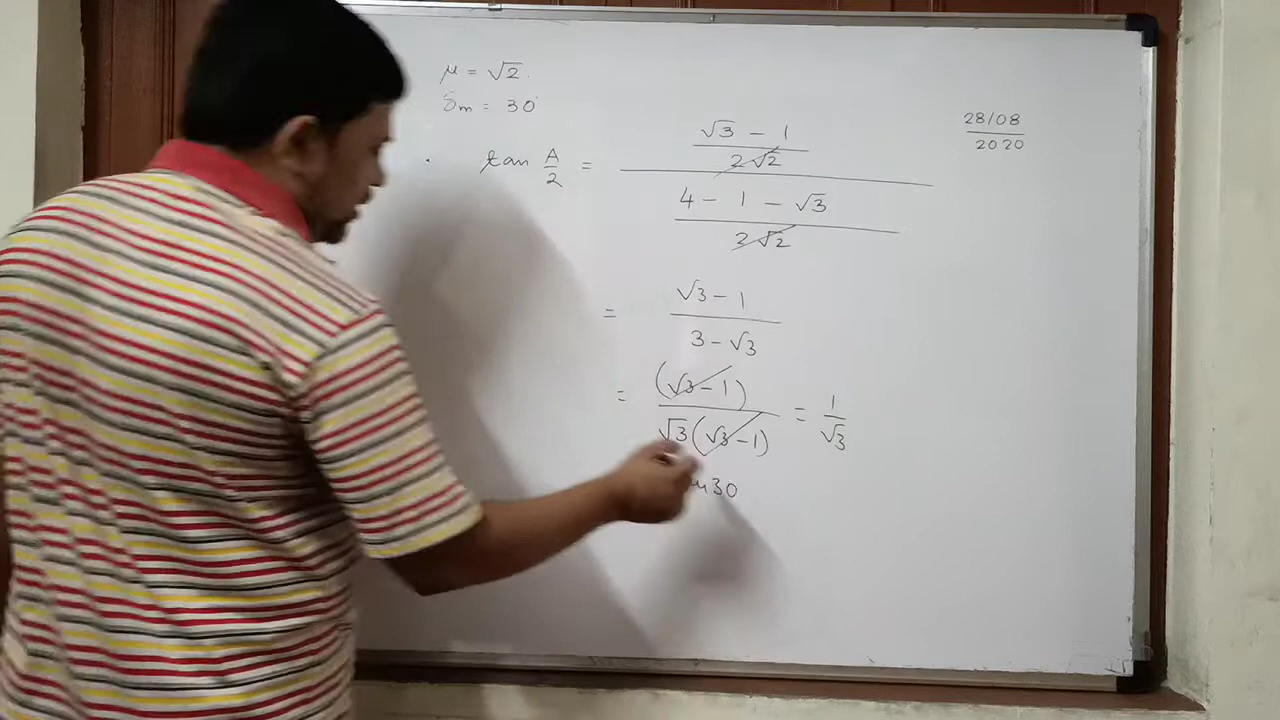 μ = √2.
δm = 30°
28/08
2020
√3 - 1
2√2
tan A/2 =
4 - 1 - √3
2√2
= √3 - 1
3 - √3
= (√3 - 1)
√3(√3 - 1)
= 1/√3
30